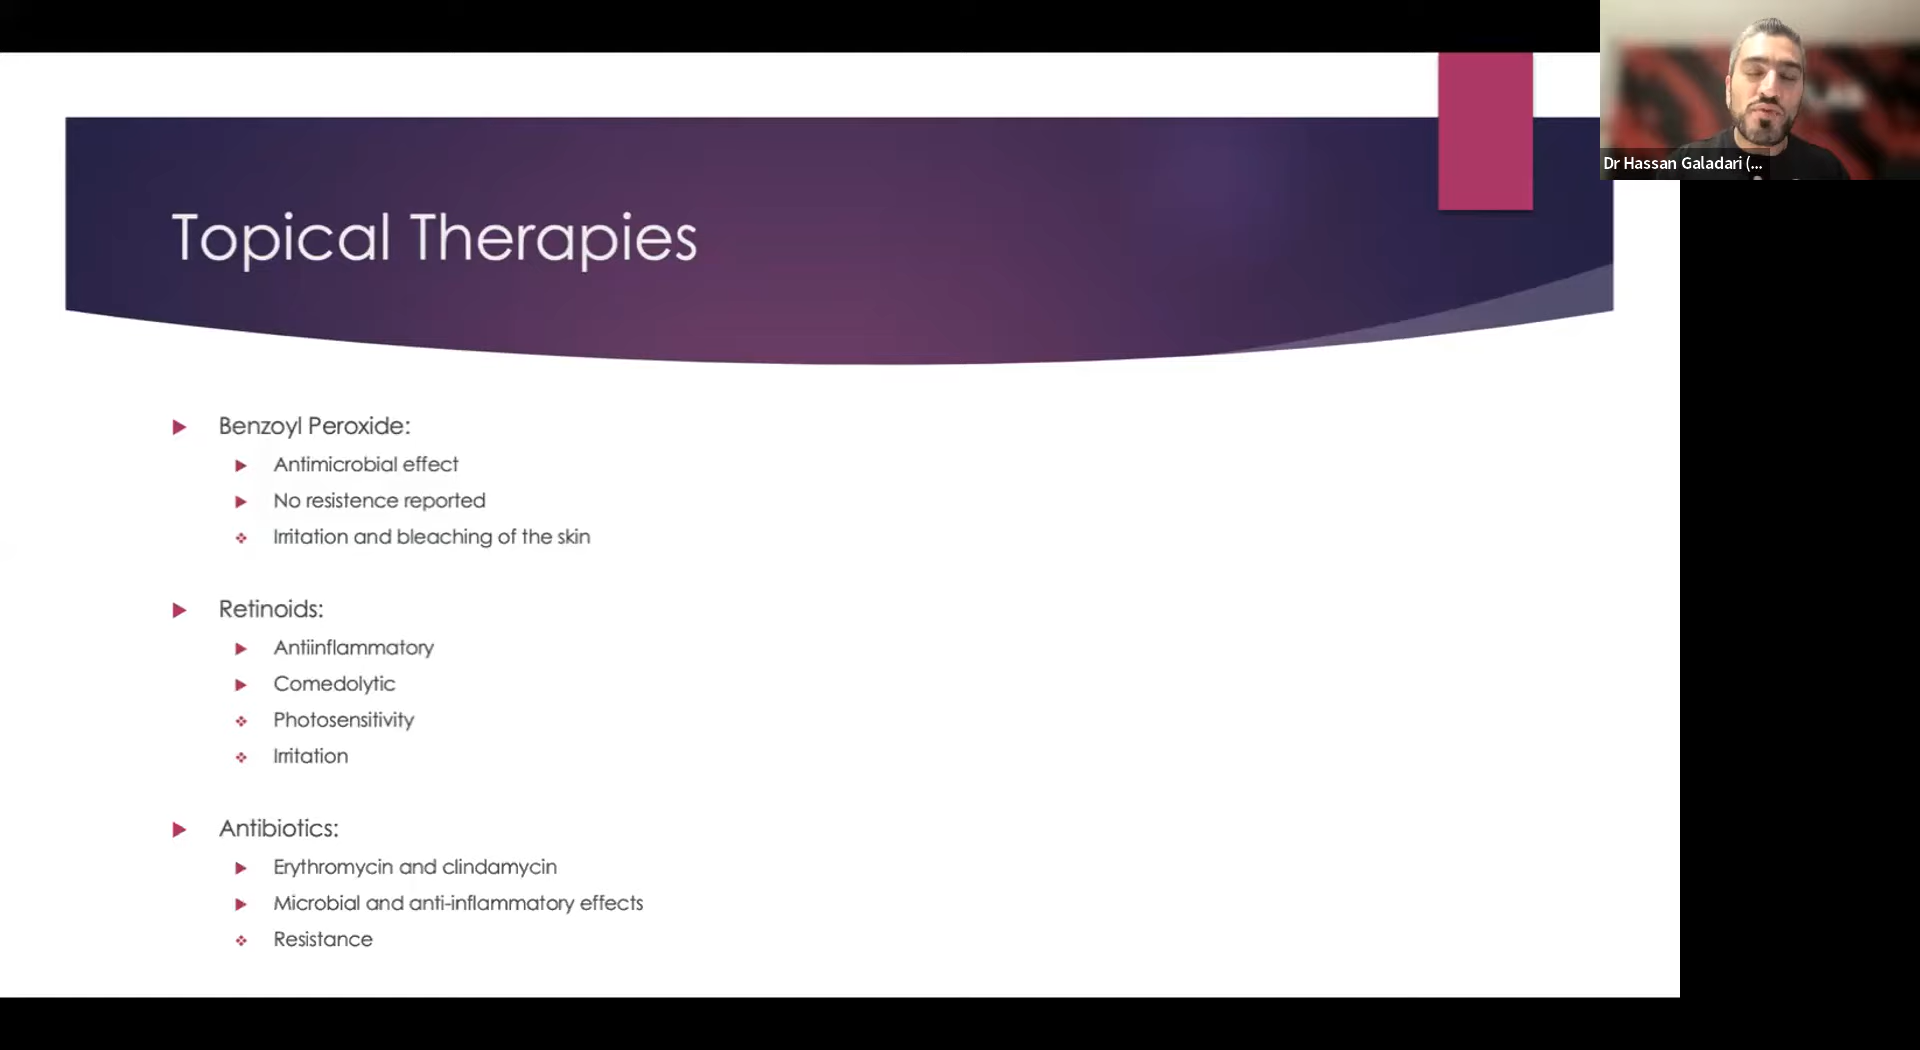 Topical Therapies
Benzoyl Peroxide:
Antimicrobial effect
No resistence reported
Irritation and bleaching of the skin
Retinoids:
Antiinflammatory
Comedolytic
Photosensitivity
Irritation
Antibiotics:
Erythromycin and clindamycin
Microbial and anti-inflammatory effects
Resistance
Dr Hassan Galadari (...